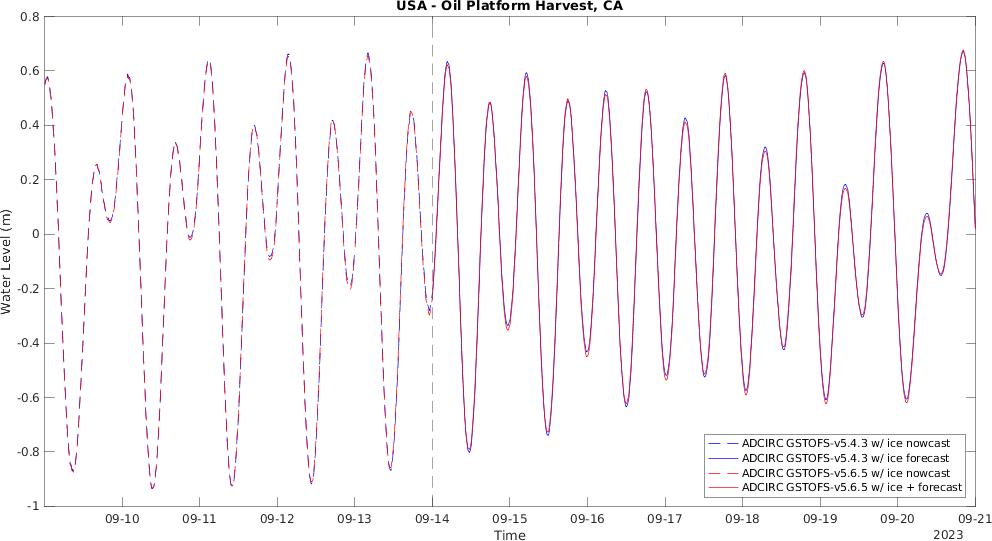 USA - Oil Platform Harvest, CA
0.8
0.6
0.4
0.2
0
-0.2
-0.4
-0.6
-0.8
-1
Water Level (m)
ADCIRC GSTOFS-v5.4.3 w/ ice nowcast
ADCIRC GSTOFS-v5.4.3 w/ ice forecast
ADCIRC GSTOFS-v5.6.5 w/ ice nowcast
ADCIRC GSTOFS-v5.6.5 w/ ice + forecast
09-10 09-11 09-12 09-13 09-14 09-15 09-16 09-17 09-18 09-19 09-20 09-21
Time
2023